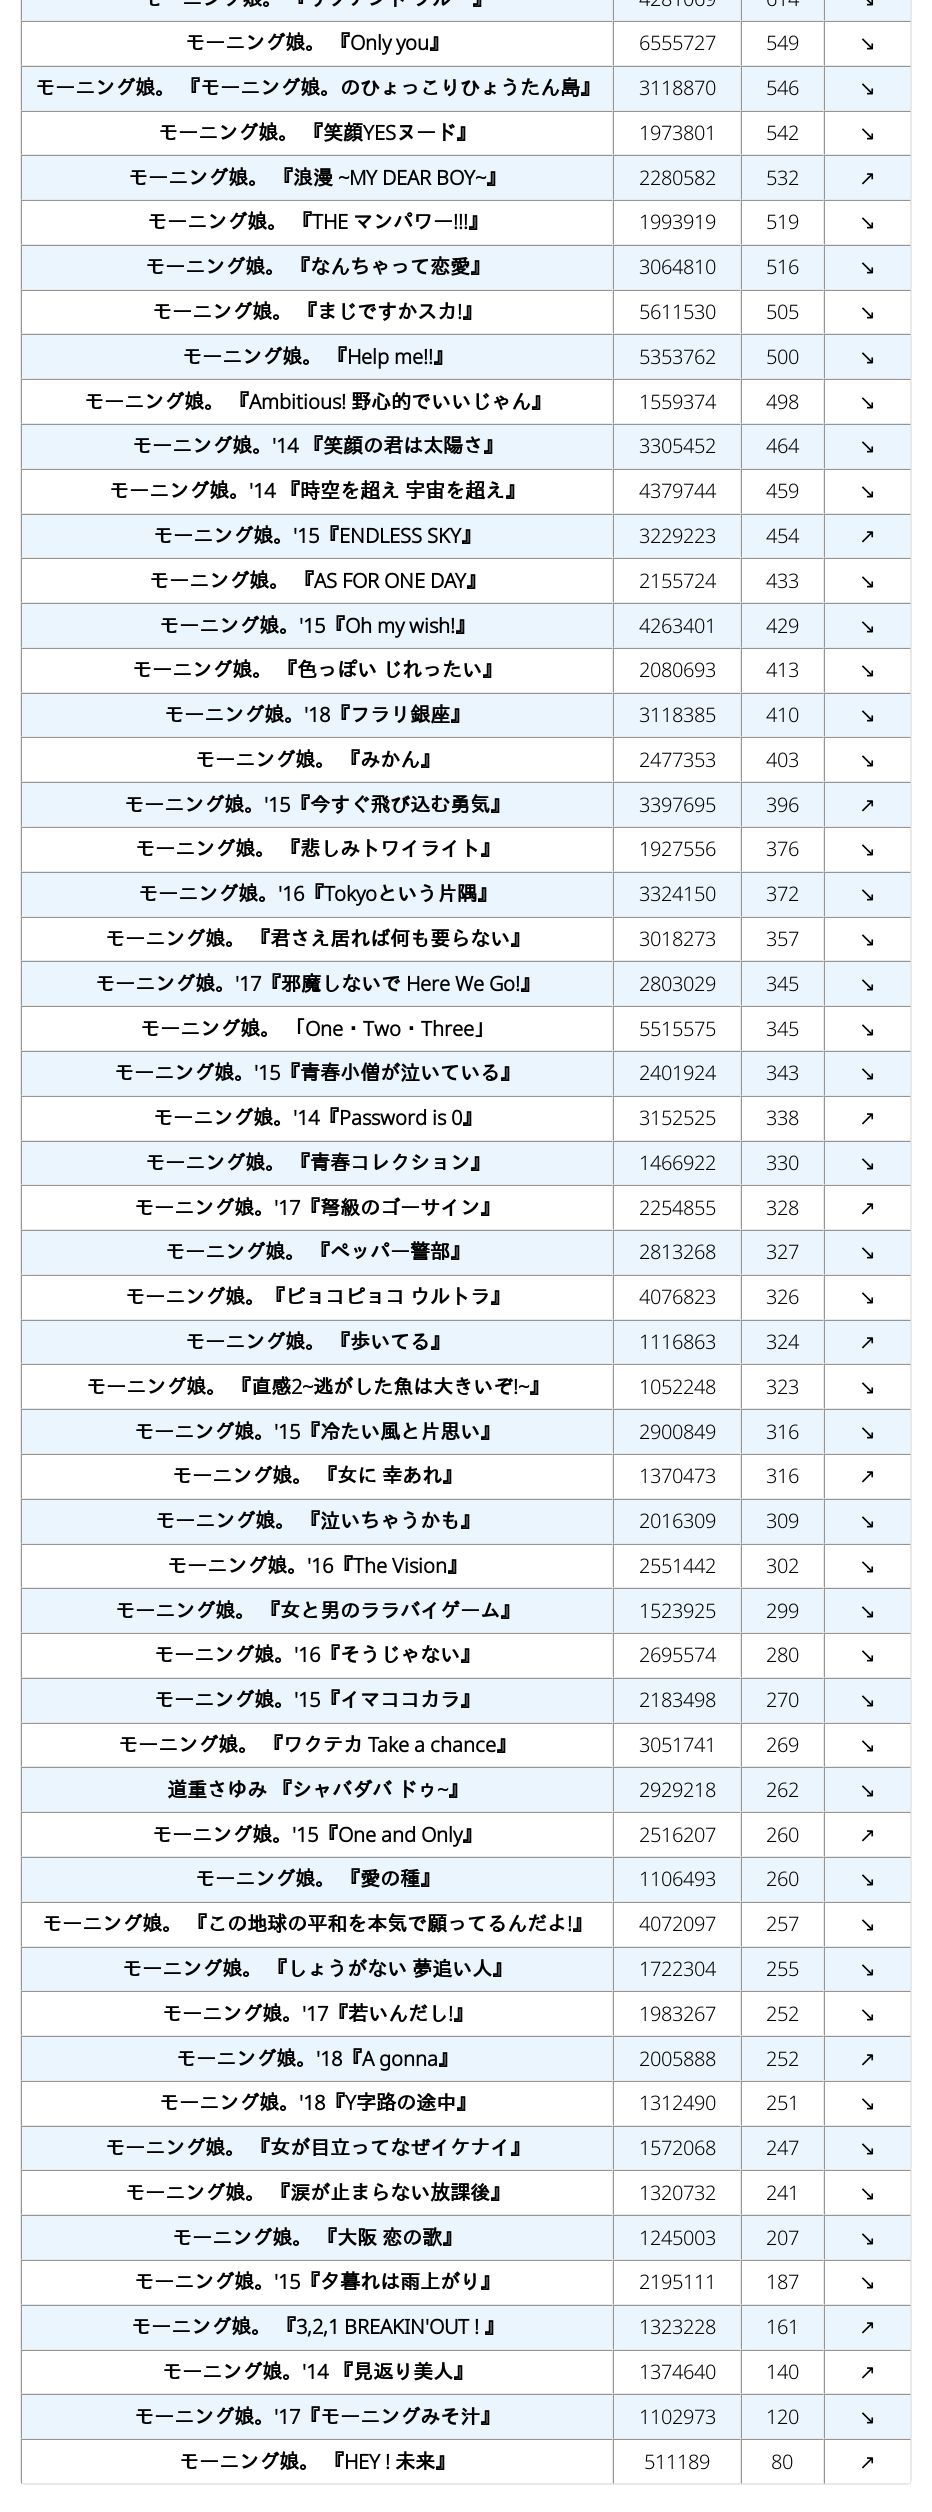 モーニング娘。 『Only you』 6555727 549 ↘
モーニング娘。 『モーニング娘。のひょっこりひょうたん島』 3118870 546 ↘
モーニング娘。 『笑顔YESヌード』 1973801 542 ↘
モーニング娘。 『浪漫 ~MY DEAR BOY~』 2280582 532 ↗
モーニング娘。 『THE マンパワー!!!』 1993919 519 ↘
モーニング娘。 『なんちゃって恋愛』 3064810 516 ↘
モーニング娘。 『まじですかスカ!』 5611530 505 ↘
モーニング娘。 『Help me!!』 5353762 500 ↘
モーニング娘。 『Ambitious! 野心的でいいじゃん』 1559374 498 ↘
モーニング娘。'14 『笑顔の君は太陽さ』 3305452 464 ↘
モーニング娘。'14 『時空を超え 宇宙を超え』 4379744 459 ↘
モーニング娘。'15『ENDLESS SKY』 3229223 454 ↗
モーニング娘。 『AS FOR ONE DAY』 2155724 433 ↘
モーニング娘。'15『Oh my wish!』 4263401 429 ↘
モーニング娘。 『色っぽい じれったい』 2080693 413 ↘
モーニング娘。'18『フラリ銀座』 3118385 410 ↘
モーニング娘。 『みかん』 2477353 403 ↘
モーニング娘。'15『今すぐ飛び込む勇気』 3397695 396 ↗
モーニング娘。 『悲しみトワイライト』 1927556 376 ↘
モーニング娘。'16『Tokyoという片隅』 3324150 372 ↘
モーニング娘。 『君さえ居れば何も要らない』 3018273 357 ↘
モーニング娘。'17『邪魔しないで Here We Go!』 2803029 345 ↘
モーニング娘。 「One・Two・Three」 5515575 345 ↘
モーニング娘。'15『青春小僧が泣いている』 2401924 343 ↘
モーニング娘。'14『Password is 0』 3152525 338 ↗
モーニング娘。 『青春コレクション』 1466922 330 ↘
モーニング娘。'17『弩級のゴーサイン』 2254855 328 ↗
モーニング娘。 『ペッパー警部』 2813268 327 ↘
モーニング娘。『ピョコピョコ ウルトラ』 4076823 326 ↘
モーニング娘。 『歩いてる』 1116863 324 ↗
モーニング娘。 『直感2~逃がした魚は大きいぞ!~』 1052248 323 ↘
モーニング娘。'15『冷たい風と片思い』 2900849 316 ↘
モーニング娘。 『女に 幸あれ』 1370473 316 ↗
モーニング娘。 『泣いちゃうかも』 2016309 309 ↘
モーニング娘。'16『The Vision』 2551442 302 ↘
モーニング娘。 『女と男のララバイゲーム』 1523925 299 ↘
モーニング娘。'16『そうじゃない』 2695574 280 ↘
モーニング娘。'15『イマココカラ』 2183498 270 ↘
モーニング娘。 『ワクテカ Take a chance』 3051741 269 ↘
道重さゆみ 『シャバダバ ドゥ~』 2929218 262 ↘
モーニング娘。'15『One and Only』 2516207 260 ↗
モーニング娘。 『愛の種』 1106493 260 ↘
モーニング娘。 『この地球の平和を本気で願ってるんだよ!』 4072097 257 ↘
モーニング娘。 『しょうがない 夢追い人』 1722304 255 ↘
モーニング娘。'17『若いんだし!』 1983267 252 ↘
モーニング娘。'18『A gonna』 2005888 252 ↗
モーニング娘。'18『Y字路の途中』 1312490 251 ↘
モーニング娘。 『女が目立ってなぜイケナイ』 1572068 247 ↘
モーニング娘。 『涙が止まらない放課後』 1320732 241 ↘
モーニング娘。 『大阪 恋の歌』 1245003 207 ↘
モーニング娘。'15『夕暮れは雨上がり』 2195111 187 ↘
モーニング娘。 『3,2,1 BREAKIN'OUT ! 』 1323228 161 ↗
モーニング娘。'14 『見返り美人』 1374640 140 ↗
モーニング娘。'17『モーニングみそ汁』 1102973 120 ↘
モーニング娘。 『HEY ! 未来』 511189 80 ↗